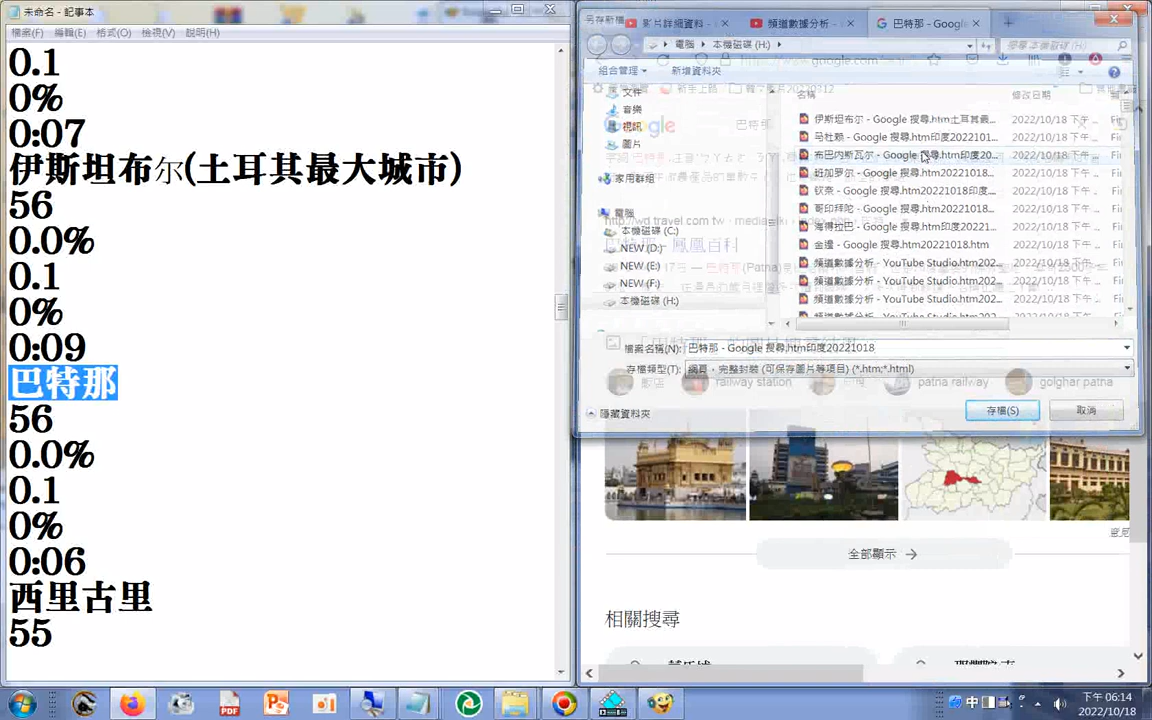 未命名 - 記事本
檔案(F) 編輯(E) 格式(O) 檢視(V) 說明(H)
0.1
0%
0:07
伊斯坦布尔(土耳其最大城市)
56
0.0%
0.1
0%
0:09
巴特那
56
0.0%
0.1
0%
0:06
西里古里
55
另存新檔
影片詳細資料 -
頻道數據分析 -
巴特那 - Googl
電腦
本機磁碟 (H:)
搜尋 本機磁碟 (H:)
組合管理
新增資料夾
文件
音樂
視訊
圖片
家用群組
電腦
本機磁碟 (C:)
NEW (D:)
NEW (E:)
NEW (F:)
本機磁碟 (H:)
名稱
修改日期
伊斯坦布尔 - Google 搜尋.htm土耳其最...
2022/10/18 下午 ...
马杜赖 - Google 搜尋.htm印度2022101...
2022/10/18 下午 ...
布巴内斯瓦尔 - Google 搜尋.htm印度20...
2022/10/18 下午 ...
班加罗尔 - Google 搜尋.htm20221018...
2022/10/18 下午 ...
钦奈 - Google 搜尋.htm20221018印度...
2022/10/18 下午 ...
哥印拜陀 - Google 搜尋.htm20221018...
2022/10/18 下午 ...
海得拉巴 - Google 搜尋.htm印度20221...
2022/10/18 下午 ...
金邊 - Google 搜尋.htm20221018.htm
2022/10/18 下午 ...
頻道數據分析 - YouTube Studio.htm202...
2022/10/18 下午 ...
頻道數據分析 - YouTube Studio.htm202...
2022/10/18 下午 ...
頻道數據分析 - YouTube Studio.htm202...
2022/10/18 下午 ...
檔案名稱(N):
巴特那 - Google 搜尋.htm印度20221018
存檔類型(T):
網頁，完整封裝 (可保存圖片等項目) (*.htm;*.html)
隱藏資料夾
存檔(S)
取消
巴特那 - 鳳凰百科
railway station
patna railway
golghar patna
全部顯示
相關搜尋
下午 06:14
2022/10/18